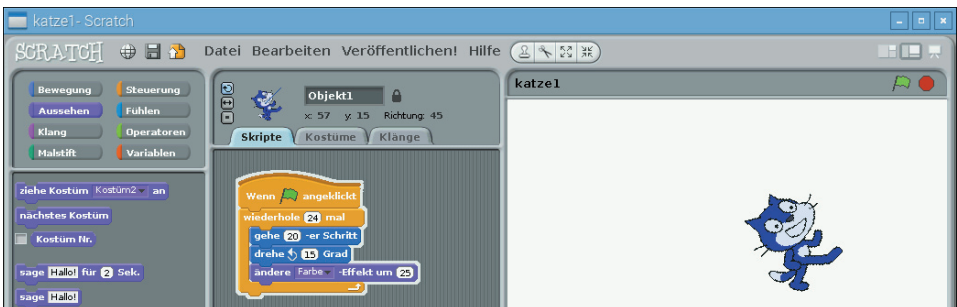 katze1- Scratch
SCRATCH Datei Bearbeiten Veröffentlichen! Hilfe
Bewegung Steuerung
Aussehen Fühlen
Klang Operatoren
Malstift Variablen
ziehe Kostüm Kostüm2 an
nächstes Kostüm
Kostüm Nr.
sage Hallo! für 2 Sek.
sage Hallo!
Objekt1
x: 57 y: 15 Richtung: 45
Skripte Kostüme Klänge
Wenn angeklickt
wiederhole 24 mal
gehe 20 -er Schritt
drehe 15 Grad
ändere Farbe -Effekt um 25
katze1